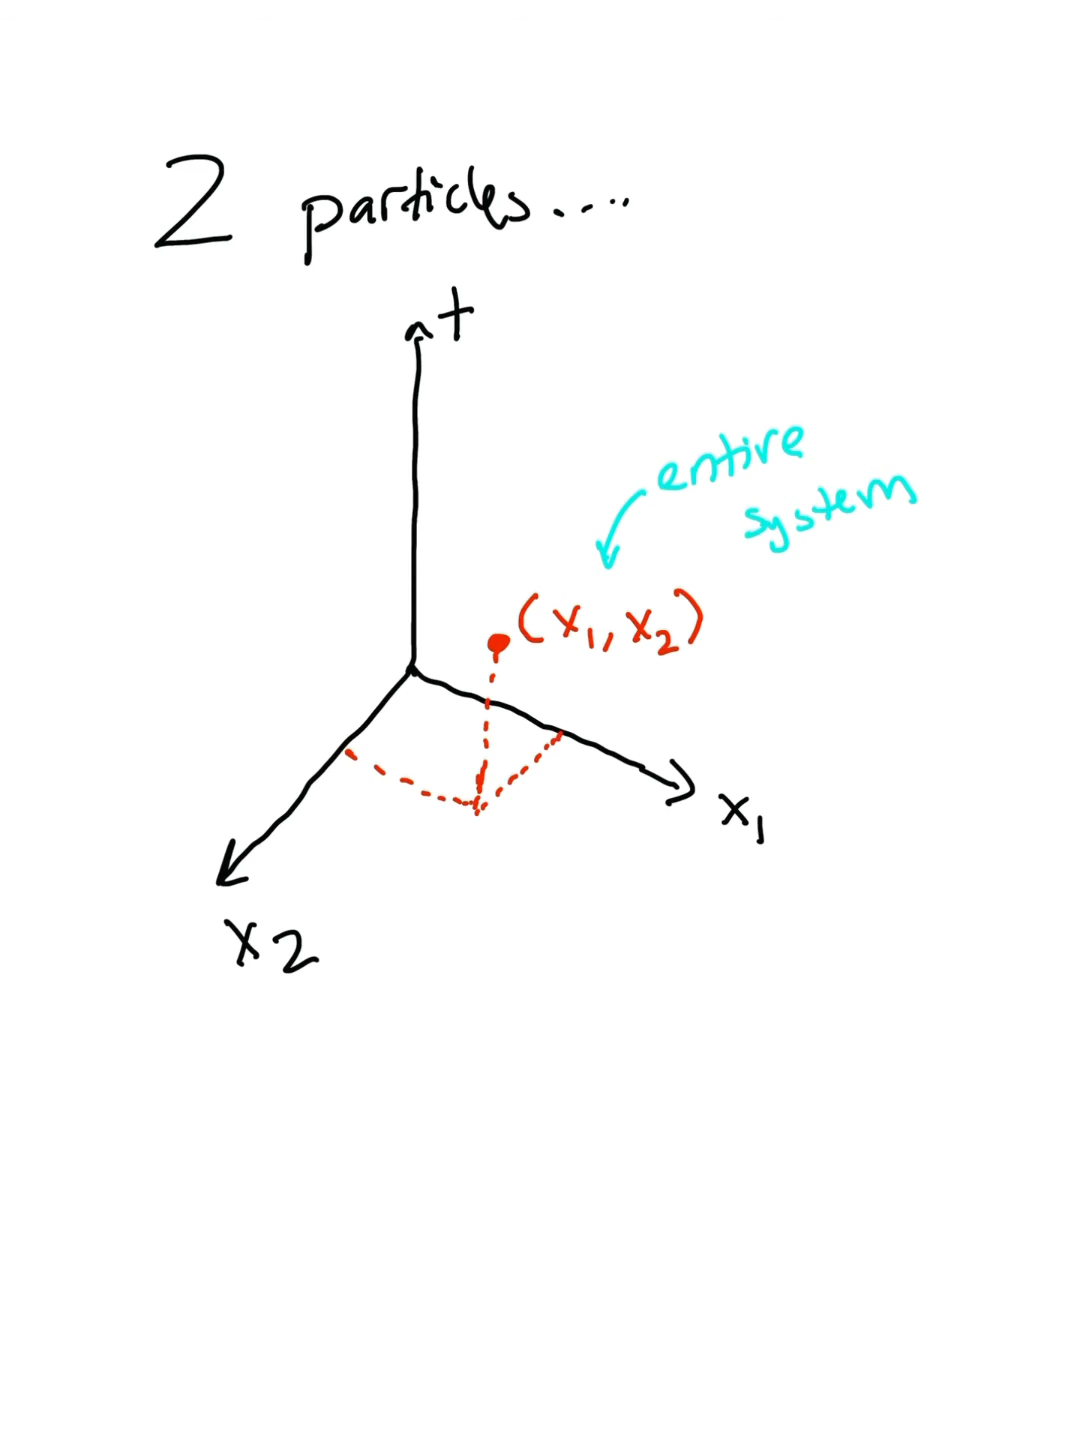 2 particles....
t
entire
system
(x₁, x₂)
x₁
x2